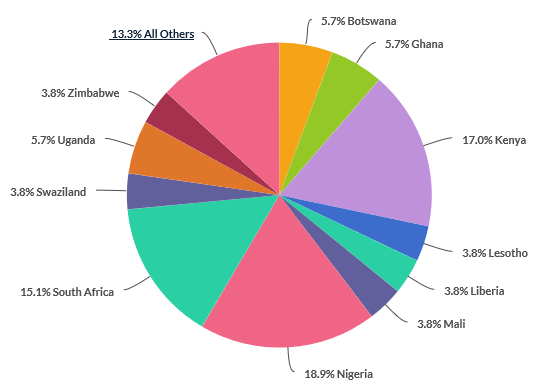 5.7% Botswana
5.7% Ghana
17.0% Kenya
3.8% Lesotho
3.8% Liberia
3.8% Mali
18.9% Nigeria
15.1% South Africa
3.8% Swaziland
5.7% Uganda
3.8% Zimbabwe
13.3% All Others